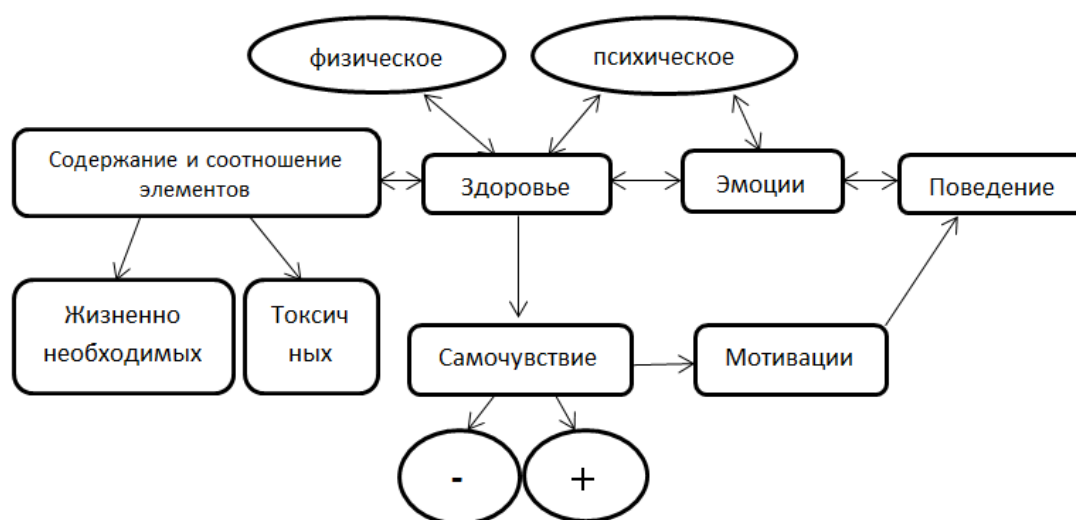 физическое
психическое
Содержание и соотношение
элементов
Здоровье
Эмоции
Поведение
Жизненно
необходимых
Токсич
ных
Самочувствие
Мотивации
-
+